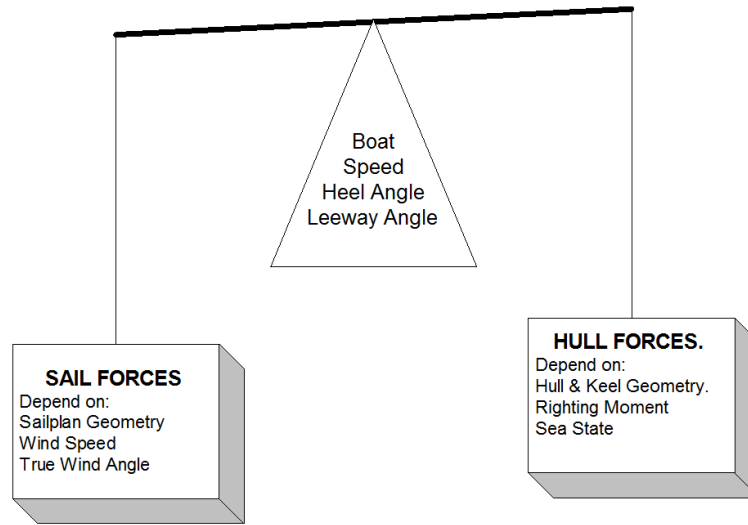 Boat
Speed
Heel Angle
Leeway Angle
SAIL FORCES
Depend on:
Sailplan Geometry
Wind Speed
True Wind Angle
HULL FORCES.
Depend on:
Hull & Keel Geometry.
Righting Moment
Sea State